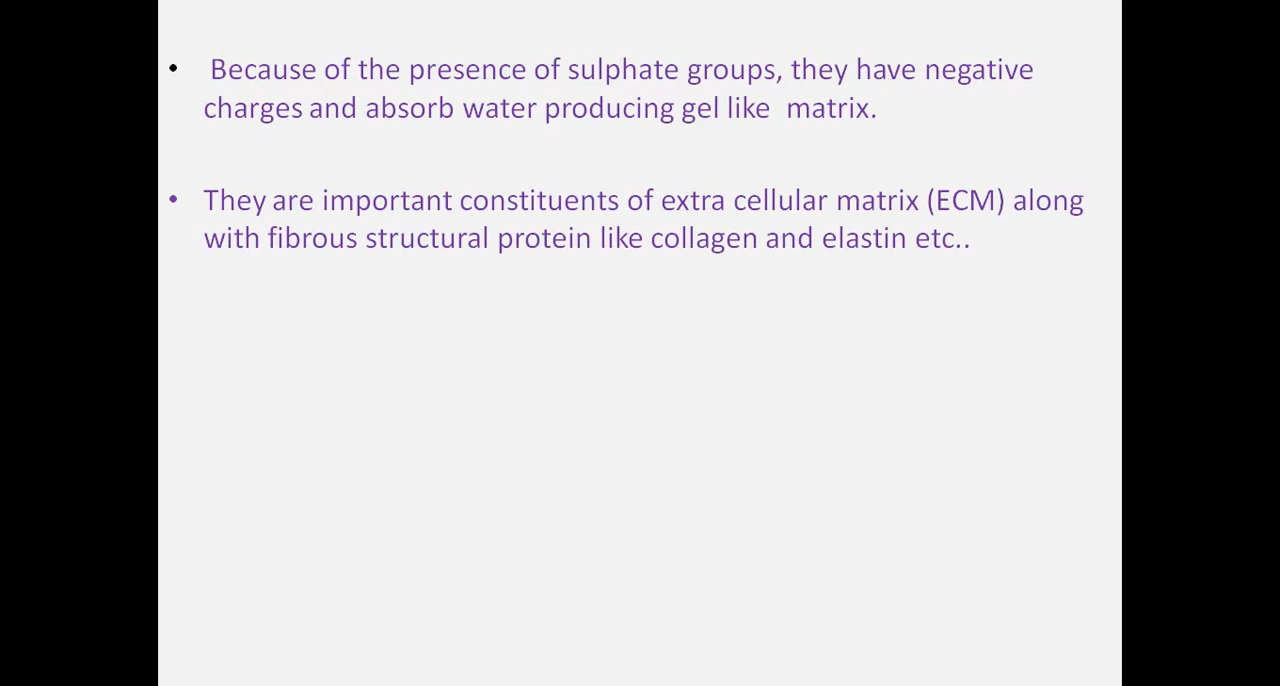 • Because of the presence of sulphate groups, they have negative
charges and absorb water producing gel like matrix.
• They are important constituents of extra cellular matrix (ECM) along
with fibrous structural protein like collagen and elastin etc..